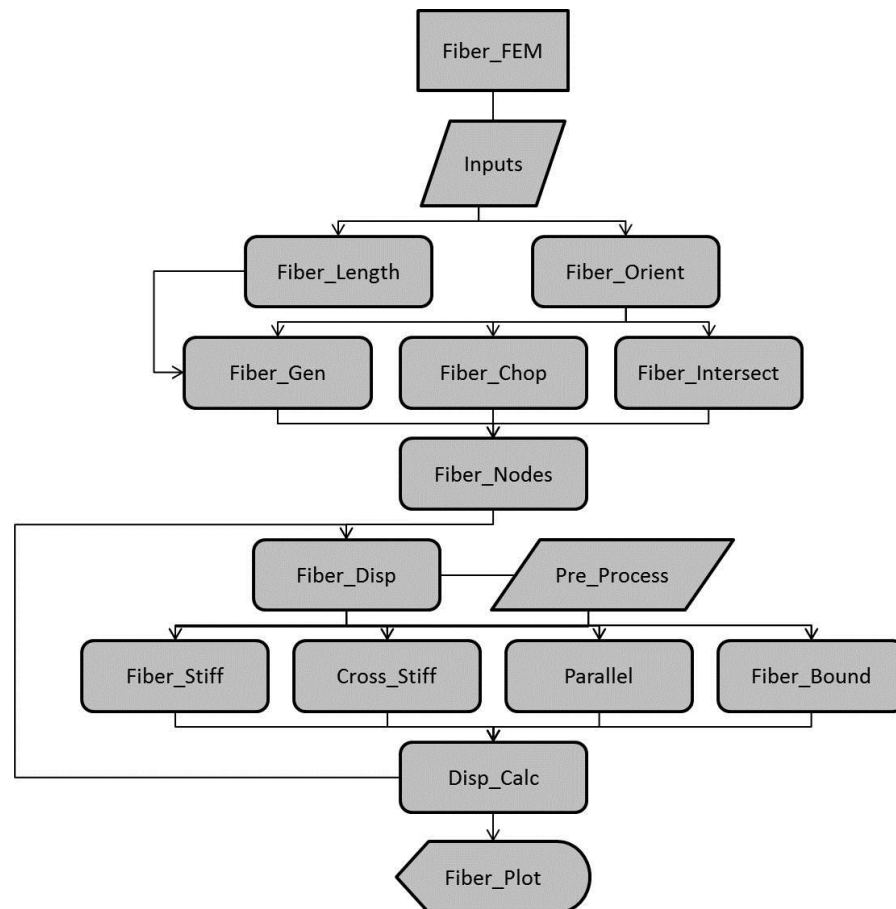 Fiber_FEM
Inputs
Fiber_Length
Fiber_Orient
Fiber_Gen
Fiber_Chop
Fiber_Intersect
Fiber_Nodes
Fiber_Disp
Pre_Process
Fiber_Stiff
Cross_Stiff
Parallel
Fiber_Bound
Disp_Calc
Fiber_Plot